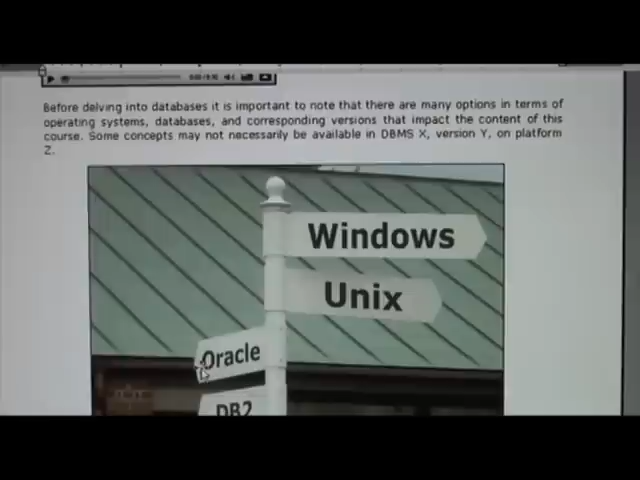 Before delving into databases it is important to note that there are many options in terms of
operating systems, databases, and corresponding versions that impact the content of this
course. Some concepts may not necessarily be available in DBMS X, version Y, on platform
Z.
Windows
Unix
Oracle
DB2